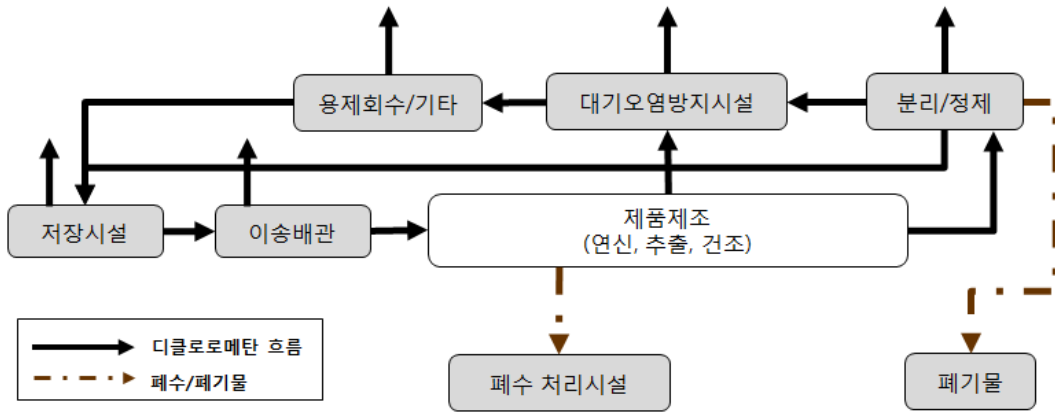 용제회수/기타
대기오염방지시설
분리/정제
저장시설
이송배관
제품제조
(연신, 추출, 건조)
디클로로메탄 흐름
폐수/폐기물
폐수 처리시설
폐기물